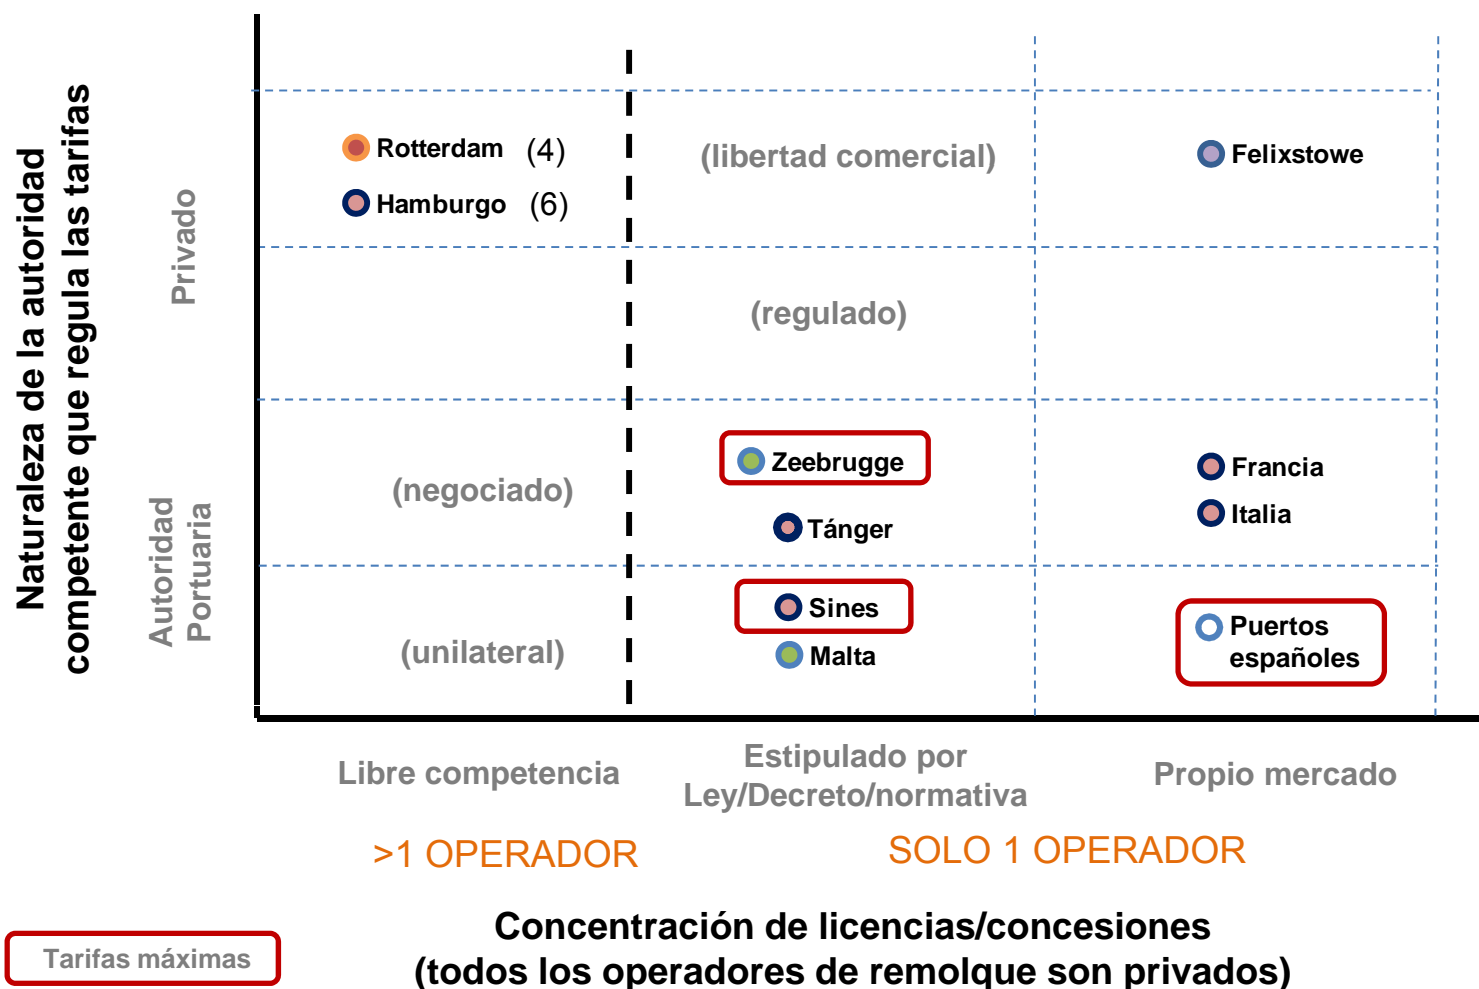 Naturaleza de la autoridad
competente que regula las tarifas
Privado
Autoridad
Portuaria
Rotterdam (4)
Hamburgo (6)
(libertad comercial)
Felixstowe
(regulado)
(negociado)
Zeebrugge
Tánger
Francia
Italia
(unilateral)
Sines
Malta
Puertos
españoles
Libre competencia
Estipulado por
Ley/Decreto/normativa
Propio mercado
>1 OPERADOR
SOLO 1 OPERADOR
Tarifas máximas
Concentración de licencias/concesiones
(todos los operadores de remolque son privados)